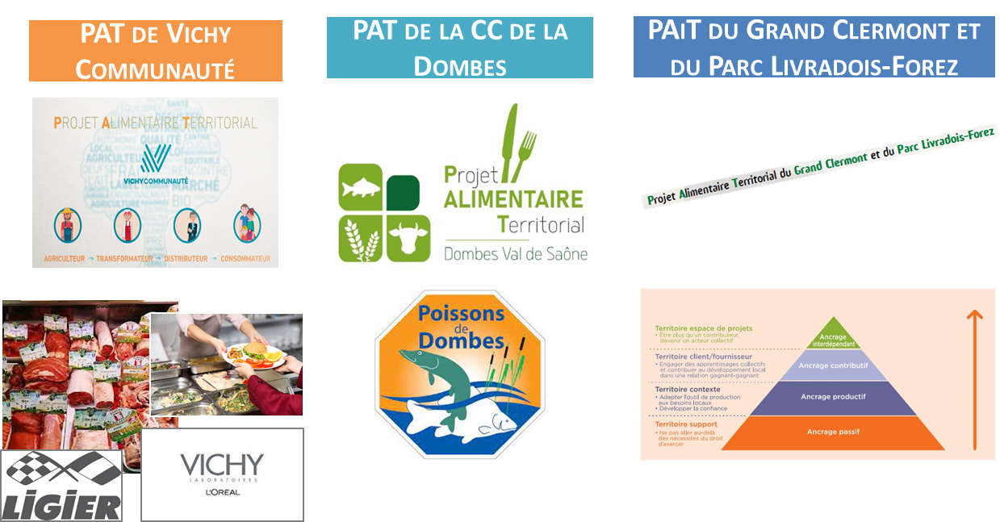 PAT DE VICHY
COMMUNAUTÉ
PROJET ALIMENTAIRE TERRITORIAL
VICHYCOMMUNAUTÉ
AGRICULTEUR → TRANSFORMATEUR → DISTRIBUTEUR → CONSOMMATEUR
LIGIER
VICHY
LABORATOIRES
L'ORÉAL
PAT DE LA CC DE LA
DOMBES
Projet
ALIMENTAIRE
Territorial
Dombes Val de Saône
Poissons
de
Dombes
PAiT DU GRAND CLERMONT ET
DU PARC LIVRADOIS-FOREZ
Projet Alimentaire Territorial du Grand Clermont et du Parc Livradois-Forez
Territoire espace de projets
• Être plus qu'un contributeur,
devenir un acteur collectif
Ancrage
interdépendant
Territoire client/fournisseur
• Engager des apprentissages collectifs
et contribuer au développement local
dans une relation gagnant-gagnant
Ancrage contributif
Territoire contexte
• Adapter l'outil de production
aux besoins locaux
• Développer la confiance
Ancrage productif
Territoire support
• Ne pas aller au-delà
des nécessités du droit
d'exercer
Ancrage passif